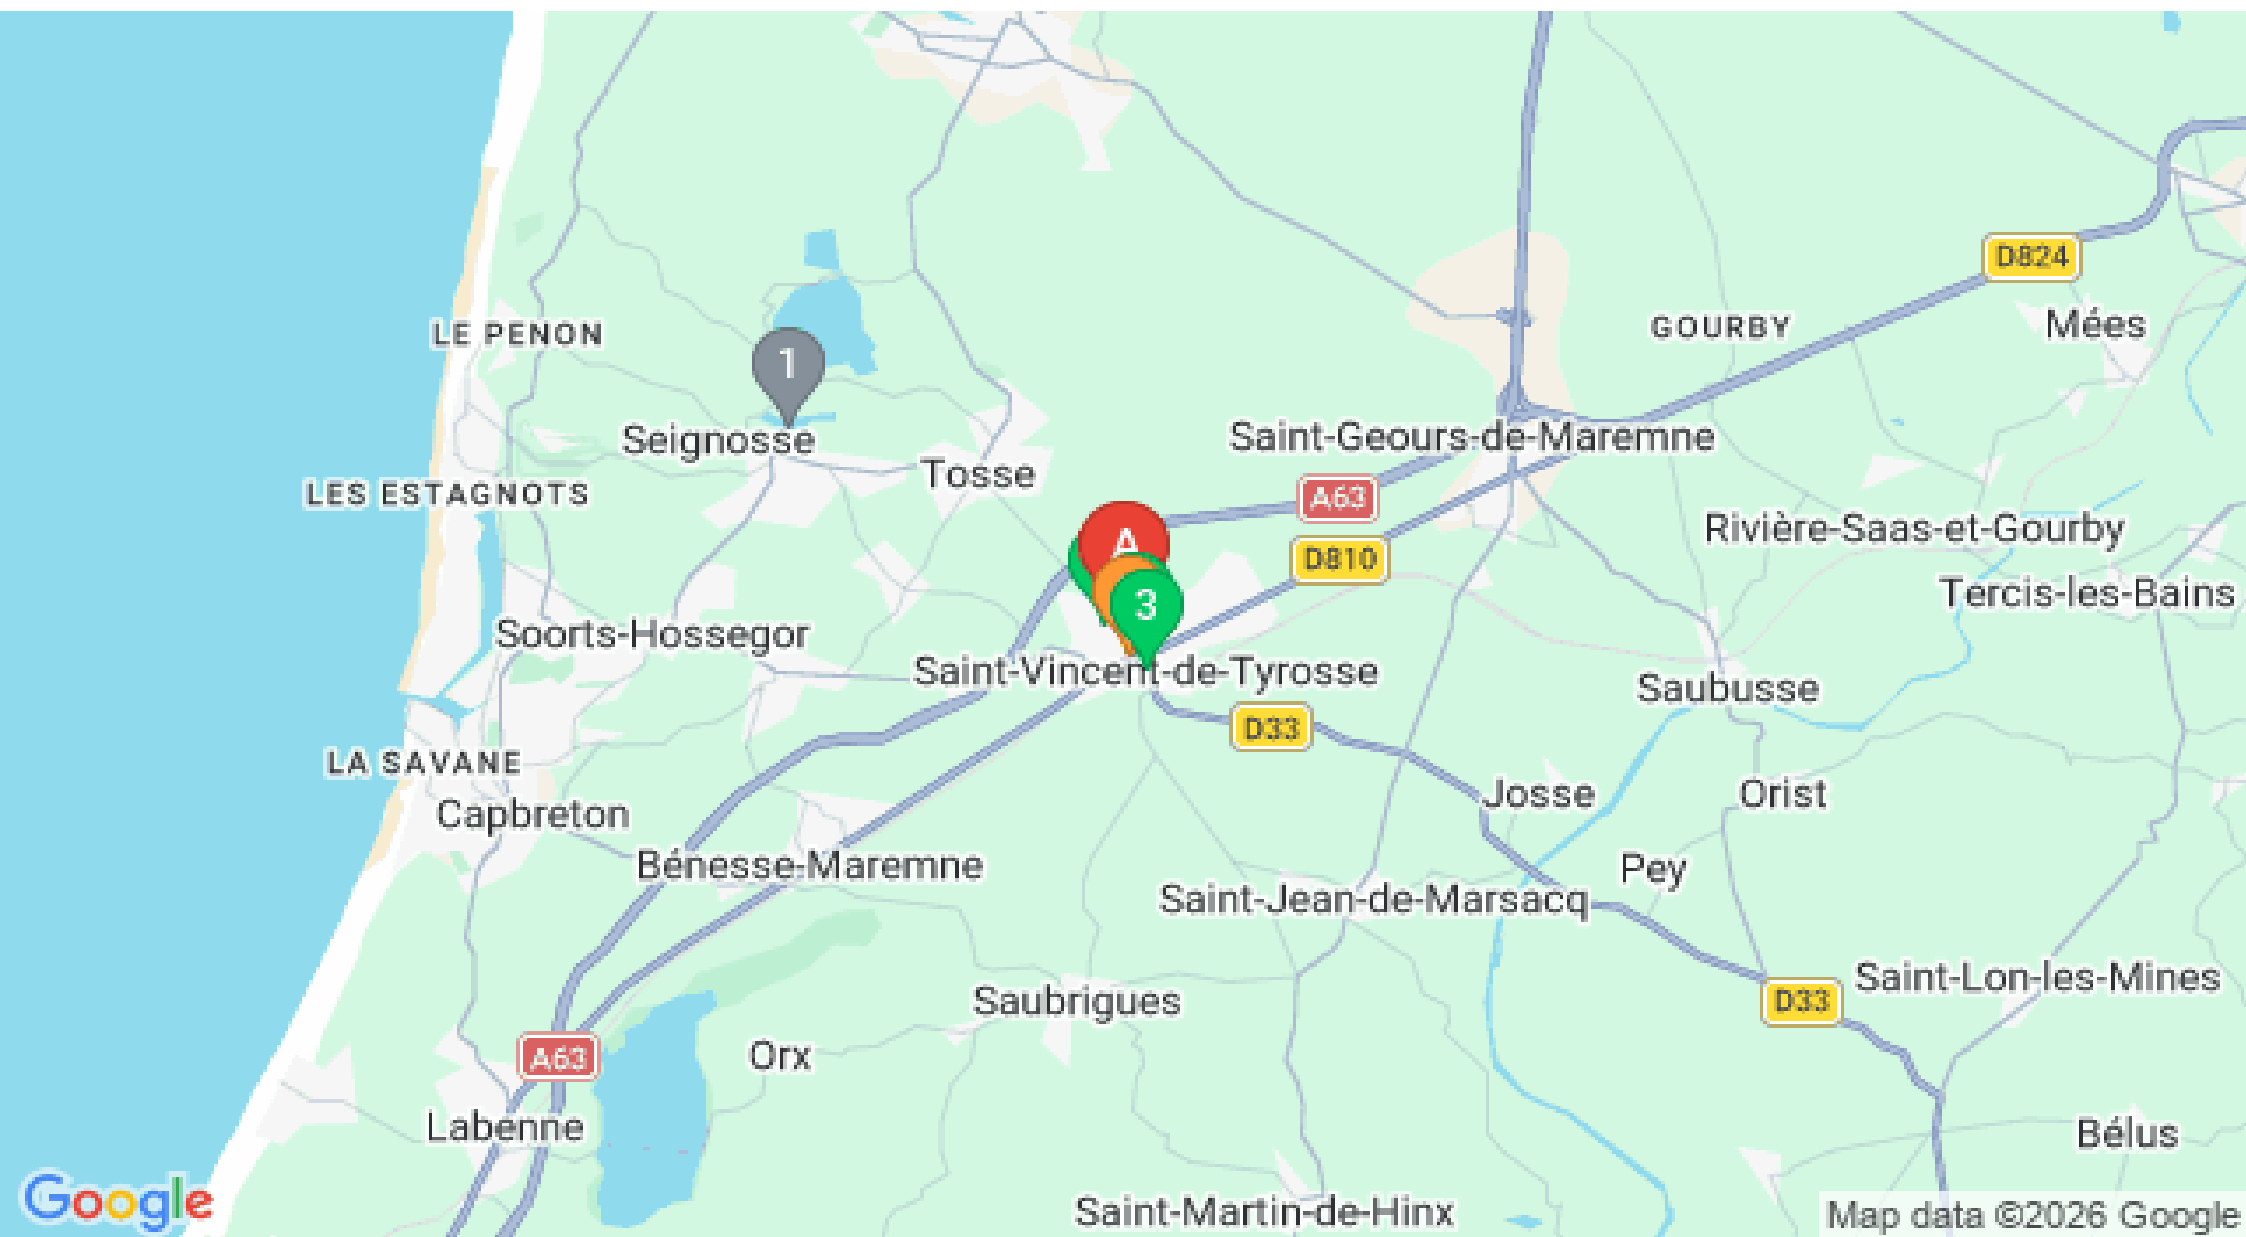 D824
LE PENON
GOURBY
Mées
1
Seignosse
Saint-Geours-de-Maremne
Tosse
LES ESTAGNOTS
A63
Rivière-Saas-et-Gourby
A
D810
Tercis-les-Bains
3
Soorts-Hossegor
Saint-Vincent-de-Tyrosse
Saubusse
D33
LA SAVANE
Josse
Orist
Capbreton
Bénesse-Maremne
Pey
Saint-Jean-de-Marsacq
Saint-Lon-les-Mines
Saubrigues
D33
Orx
A63
Labenne
Bélus
Google
Saint-Martin-de-Hinx
Map data ©2026 Google